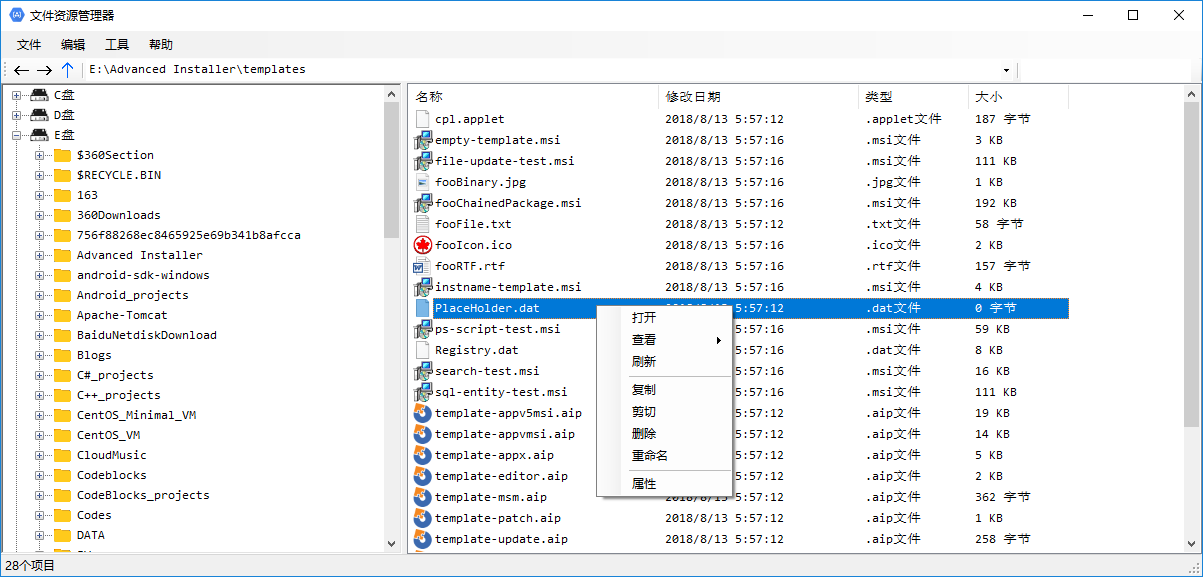 文件资源管理器
文件 编辑 工具 帮助
E:\Advanced Installer\templates
C盘
D盘
E盘
$360Section
$RECYCLE.BIN
163
360Downloads
756f88268ec8465925e69b341b8afcca
Advanced Installer
android-sdk-windows
Android_projects
Apache-Tomcat
BaiduNetdiskDownload
Blogs
C#_projects
C++_projects
CentOS_Minimal_VM
CentOS_VM
CloudMusic
Codeblocks
CodeBlocks_projects
Codes
DATA
名称 修改日期 类型 大小
cpl.applet 2018/8/13 5:57:12 .applet文件 187 字节
empty-template.msi 2018/8/13 5:57:16 .msi文件 3 KB
file-update-test.msi 2018/8/13 5:57:16 .msi文件 111 KB
fooBinary.jpg 2018/8/13 5:57:16 .jpg文件 1 KB
fooChainedPackage.msi 2018/8/13 5:57:16 .msi文件 192 KB
fooFile.txt 2018/8/13 5:57:16 .txt文件 58 字节
fooIcon.ico 2018/8/13 5:57:16 .ico文件 2 KB
fooRTF.rtf 2018/8/13 5:57:16 .rtf文件 157 字节
instname-template.msi 2018/8/13 5:57:16 .msi文件 4 KB
PlaceHolder.dat 5:57:12 .dat文件 0 字节
ps-script-test.msi 5:57:16 .msi文件 59 KB
Registry.dat 5:57:16 .dat文件 8 KB
search-test.msi 5:57:16 .msi文件 16 KB
sql-entity-test.msi 5:57:16 .msi文件 111 KB
template-appv5msi.aip 5:57:12 .aip文件 19 KB
template-appvmsi.aip 5:57:12 .aip文件 14 KB
template-appx.aip 5:57:12 .aip文件 5 KB
template-editor.aip 5:57:12 .aip文件 2 KB
template-msm.aip 2018/8/13 5:57:12 .aip文件 362 字节
template-patch.aip 2018/8/13 5:57:12 .aip文件 1 KB
template-update.aip 2018/8/13 5:57:12 .aip文件 258 字节
打开
查看
刷新
复制
剪切
删除
重命名
属性
28个项目